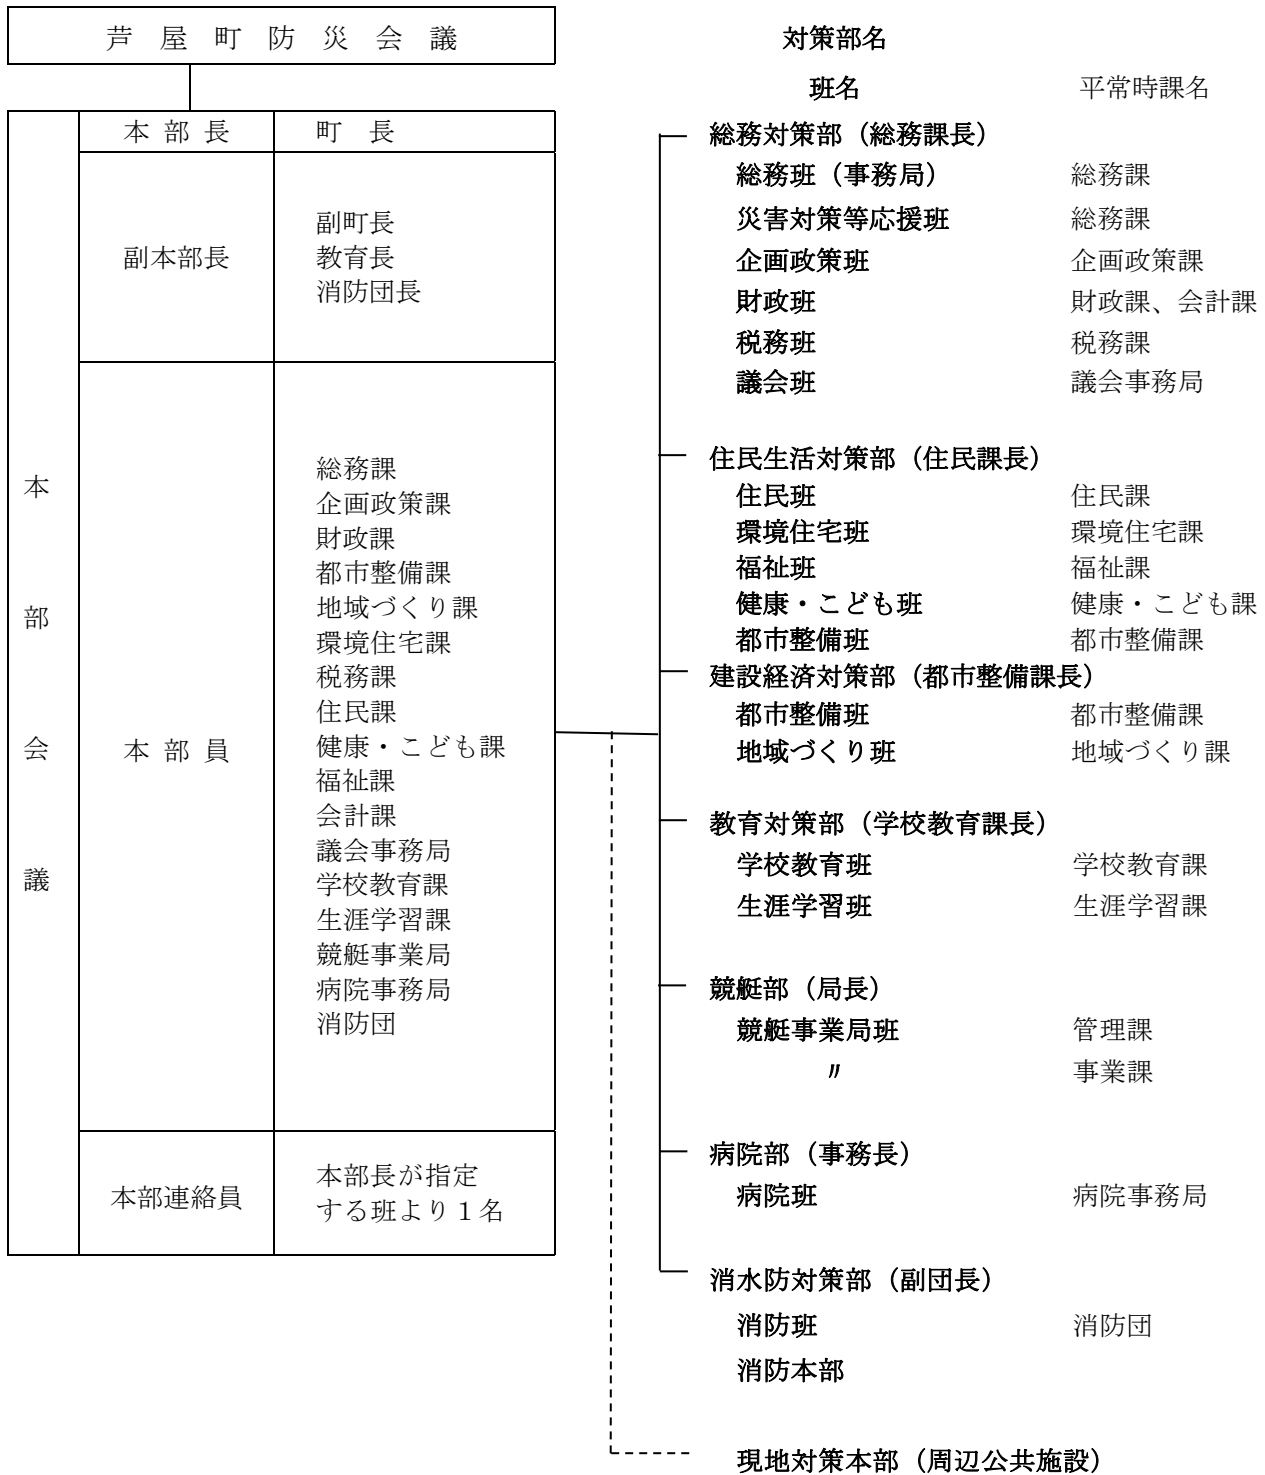 芦屋町防災会議
本部会議
本部長 町長
副本部長
副町長
教育長
消防団長
本部員
総務課
企画政策課
財政課
都市整備課
地域づくり課
環境住宅課
税務課
住民課
健康・こども課
福祉課
会計課
議会事務局
学校教育課
生涯学習課
競艇事業局
病院事務局
消防団
本部連絡員
本部長が指定
する班より１名
対策部名
班名 平常時課名
総務対策部（総務課長）
総務班（事務局） 総務課
災害対策等応援班 総務課
企画政策班 企画政策課
財政班 財政課、会計課
税務班 税務課
議会班 議会事務局
住民生活対策部（住民課長）
住民班 住民課
環境住宅班 環境住宅課
福祉班 福祉課
健康・こども班 健康・こども課
都市整備班 都市整備課
建設経済対策部（都市整備課長）
都市整備班 都市整備課
地域づくり班 地域づくり課
教育対策部（学校教育課長）
学校教育班 学校教育課
生涯学習班 生涯学習課
競艇部（局長）
競艇事業局班 管理課
〃 事業課
病院部（事務長）
病院班 病院事務局
消水防対策部（副団長）
消防班 消防団
消防本部
現地対策本部（周辺公共施設）